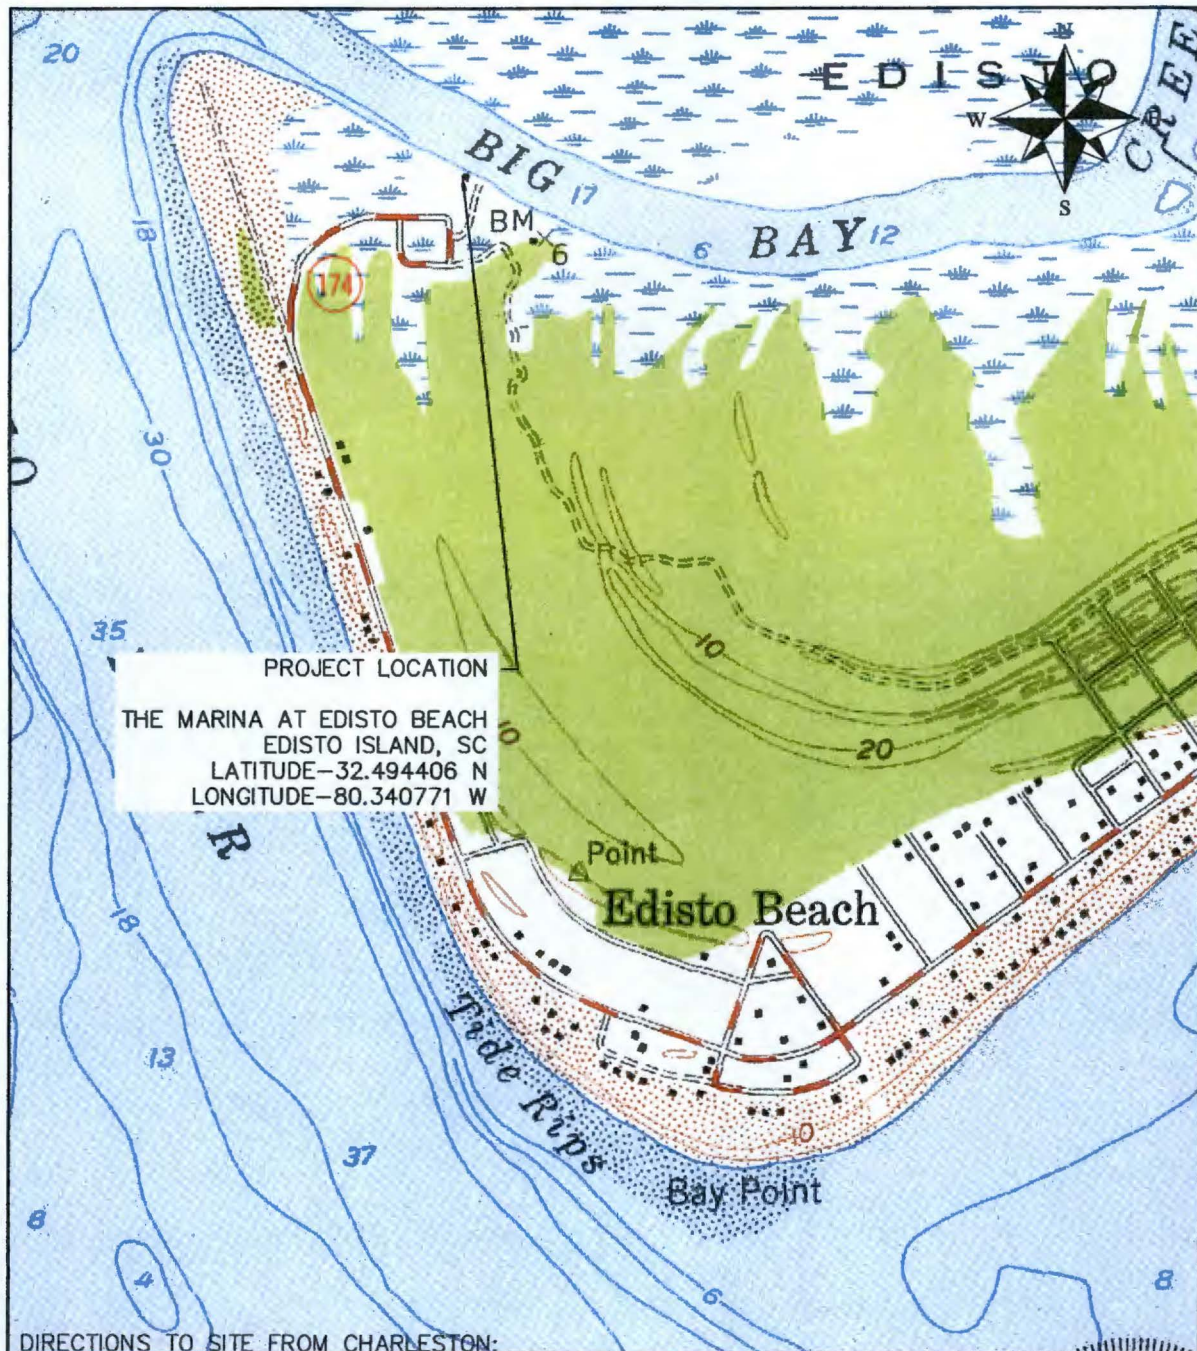 20
EDISTO
N
W
S
CREE
BIG
17
BM
6
BAY
12
6
18
174
30
35
10
PROJECT LOCATION
THE MARINA AT EDISTO BEACH
EDISTO ISLAND, SC
LATITUDE-32.494406 N
LONGITUDE-80.340771 W
10
20
R
Point
Edisto Beach
18
13
Tide Rips
10
37
Bay Point
8
4
6
8
DIRECTIONS TO SITE FROM CHARLESTON: